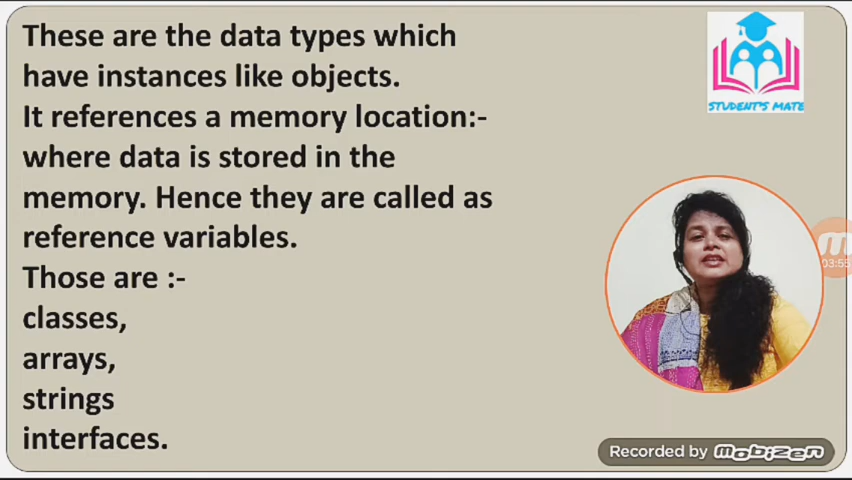 These are the data types which
have instances like objects.
It references a memory location:-
where data is stored in the
memory. Hence they are called as
reference variables.
Those are :-
classes,
arrays,
strings
interfaces.
STUDENT'S MATE
03:55
Recorded by mobizen